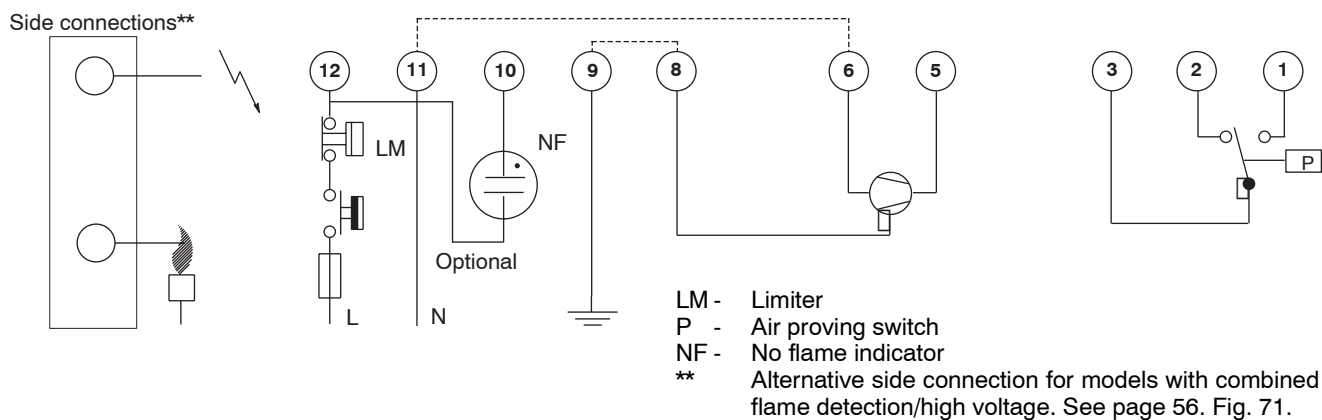 Side connections**
12 11 10 9 8 6 5 3 2 1
LM
NF
P
Optional
L N
LM - Limiter
P - Air proving switch
NF - No flame indicator
** Alternative side connection for models with combined
flame detection/high voltage. See page 56. Fig. 71.